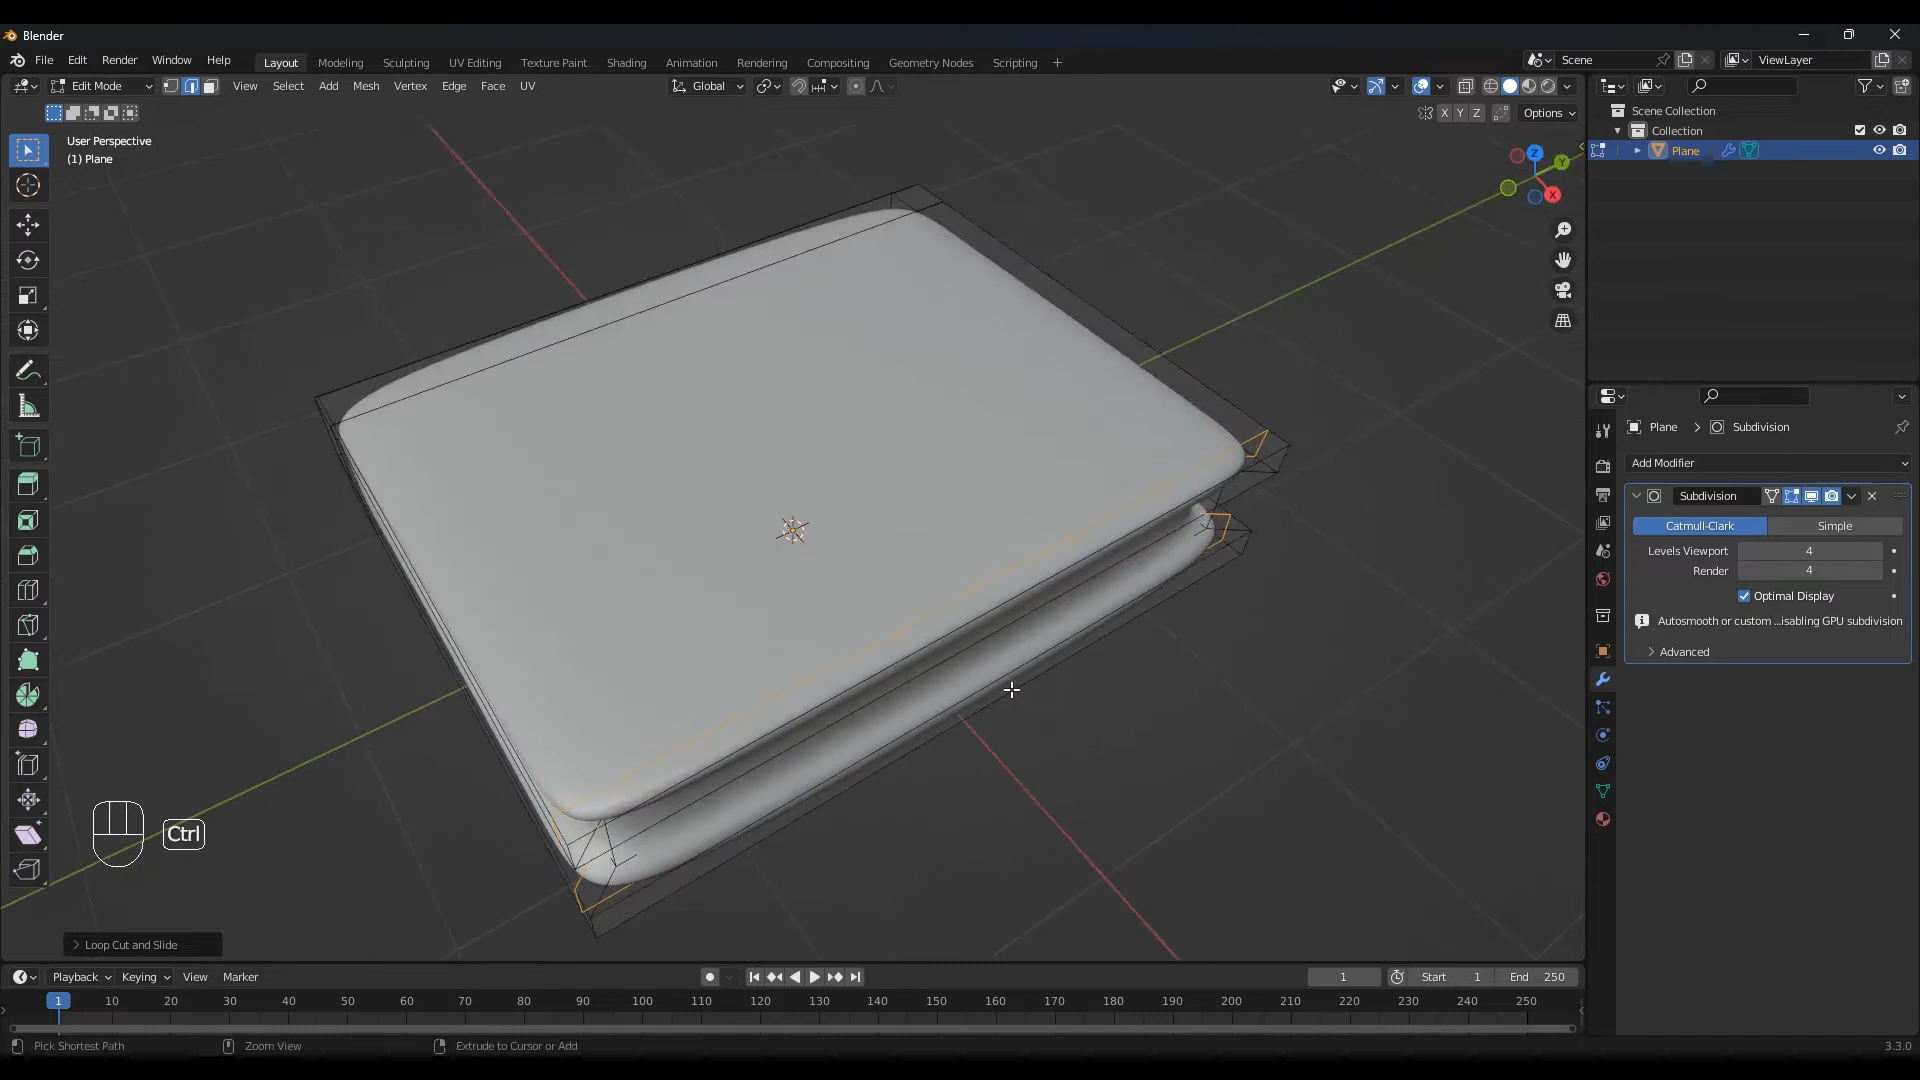 Blender
File Edit Render Window Help
Layout Modeling Sculpting UV Editing Texture Paint Shading Animation Rendering Compositing Geometry Nodes Scripting +
Scene
ViewLayer
Edit Mode
View Select Add Mesh Vertex Edge Face UV
Global
X Y Z
Options
User Perspective
(1) Plane
Z
Y
X
Scene Collection
Collection
Plane
Plane > Subdivision
Add Modifier
Subdivision
Catmull-Clark Simple
Levels Viewport 4
Render 4
Optimal Display
Autosmooth or custom ...isabling GPU subdivision
Advanced
Ctrl
Loop Cut and Slide
Playback Keying View Marker
1
Start 1
End 250
1 10 20 30 40 50 60 70 80 90 100 110 120 130 140 150 160 170 180 190 200 210 220 230 240 250
Pick Shortest Path
Zoom View
Extrude to Cursor or Add
3.3.0